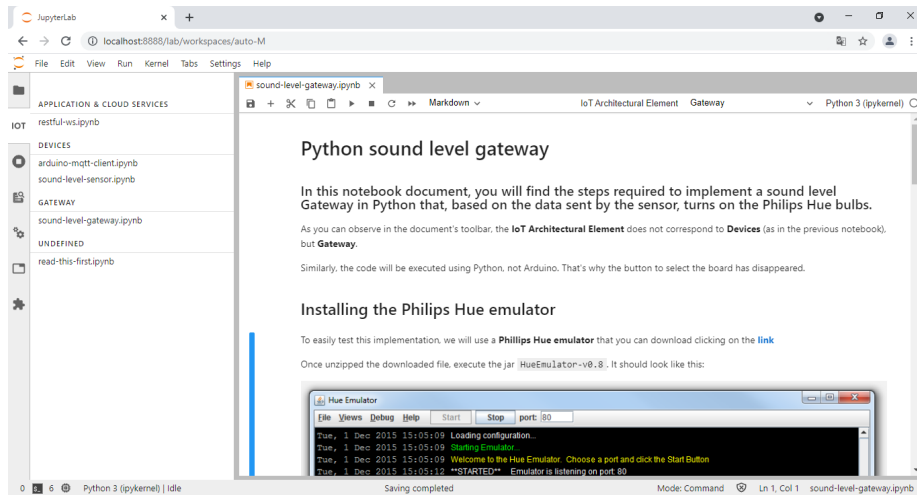 JupyterLab
localhost:8888/lab/workspaces/auto-M
File Edit View Run Kernel Tabs Settings Help
sound-level-gateway.ipynb
Markdown IoT Architectural Element Gateway Python 3 (ipykernel)
IOT
APPLICATION & CLOUD SERVICES
restful-ws.ipynb
DEVICES
arduino-mqtt-client.ipynb
sound-level-sensor.ipynb
GATEWAY
sound-level-gateway.ipynb
UNDEFINED
read-this-first.ipynb
Python sound level gateway
In this notebook document, you will find the steps required to implement a sound level
Gateway in Python that, based on the data sent by the sensor, turns on the Philips Hue bulbs.
As you can observe in the document's toolbar, the IoT Architectural Element does not correspond to Devices (as in the previous notebook),
but Gateway.
Similarly, the code will be executed using Python, not Arduino. That's why the button to select the board has disappeared.
Installing the Philips Hue emulator
To easily test this implementation, we will use a Phillips Hue emulator that you can download clicking on the link
Once unzipped the downloaded file, execute the jar HueEmulator-v0.8 . It should look like this:
Hue Emulator
File Views Debug Help Start Stop port: 80
Tue, 1 Dec 2015 15:05:09 Loading configuration...
Tue, 1 Dec 2015 15:05:09 Starting Emulator...
Tue, 1 Dec 2015 15:05:09 Welcome to the Hue Emulator. Choose a port and click the Start Button
Tue, 1 Dec 2015 15:05:12 **STARTED** Emulator is listening on port 80
0 6 Python 3 (ipykernel) | Idle Saving completed Mode: Command Ln 1, Col 1 sound-level-gateway.ipynb